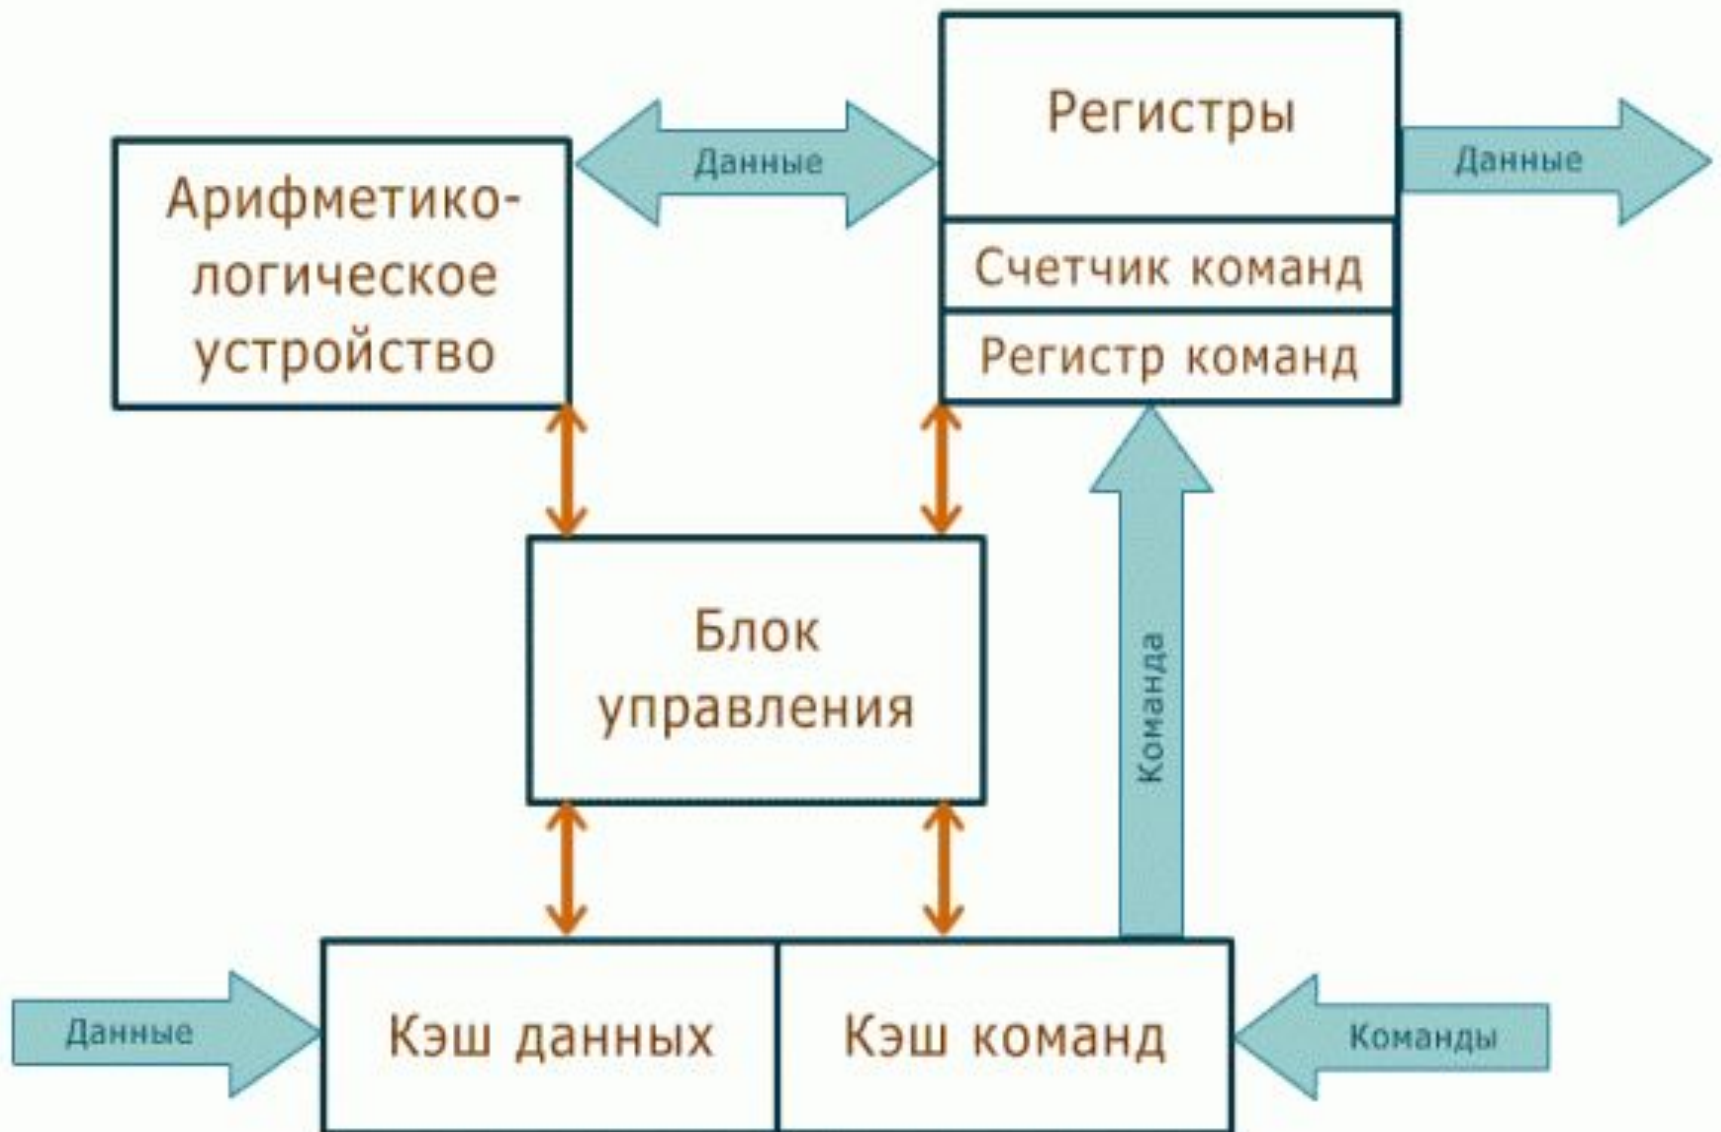 Регистры
Данные
Данные
Арифметико-
логическое
устройство
Счетчик команд
Регистр команд
Блок
управления
Команда
Данные
Кэш данных
Кэш команд
Команды